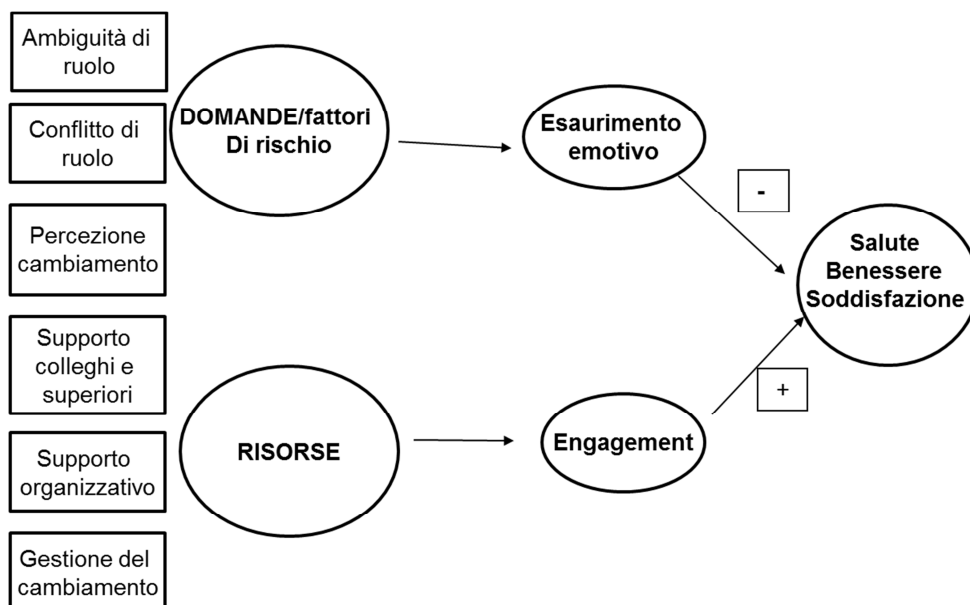 Ambiguità di
ruolo
Conflitto di
ruolo
Percezione
cambiamento
Supporto
colleghi e
superiori
Supporto
organizzativo
Gestione del
cambiamento
DOMANDE/fattori
Di rischio
RISORSE
Esaurimento
emotivo
Engagement
-
+
Salute
Benessere
Soddisfazione